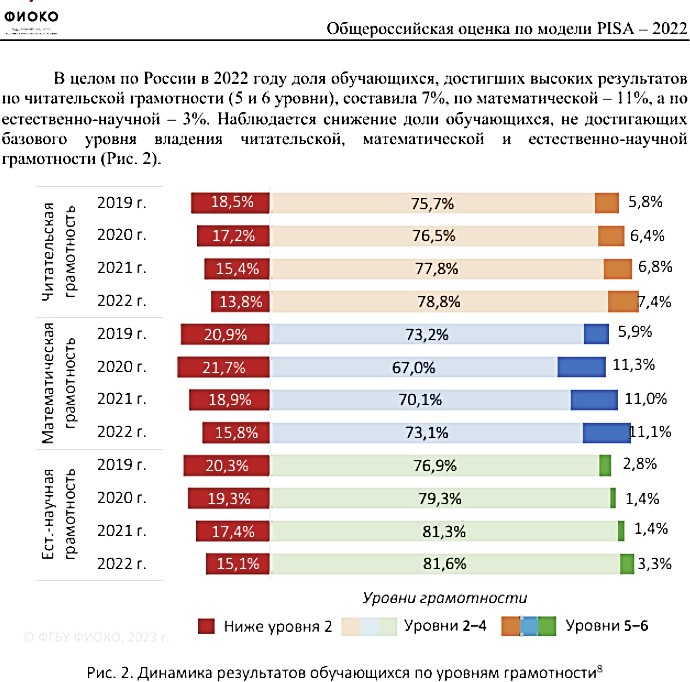 ФИОКО
Общероссийская оценка по модели PISA – 2022
В целом по России в 2022 году доля обучающихся, достигших высоких результатов
по читательской грамотности (5 и 6 уровни), составила 7%, по математической – 11%, а по
естественно-научной – 3%. Наблюдается снижение доли обучающихся, не достигающих
базового уровня владения читательской, математической и естественно-научной
грамотности (Рис. 2).
Читательская
грамотность
2019 г. 18,5% 75,7% 5,8%
2020 г. 17,2% 76,5% 6,4%
2021 г. 15,4% 77,8% 6,8%
2022 г. 13,8% 78,8% 7,4%
Математическая
грамотность
2019 г. 20,9% 73,2% 5,9%
2020 г. 21,7% 67,0% 11,3%
2021 г. 18,9% 70,1% 11,0%
2022 г. 15,8% 73,1% 11,1%
Ест.-научная
грамотность
2019 г. 20,3% 76,9% 2,8%
2020 г. 19,3% 79,3% 1,4%
2021 г. 17,4% 81,3% 1,4%
2022 г. 15,1% 81,6% 3,3%
Уровни грамотности
Ниже уровня 2 Уровни 2–4 Уровни 5–6
© ФГБУ ФИОКО, 2023 г.
Рис. 2. Динамика результатов обучающихся по уровням грамотности⁸